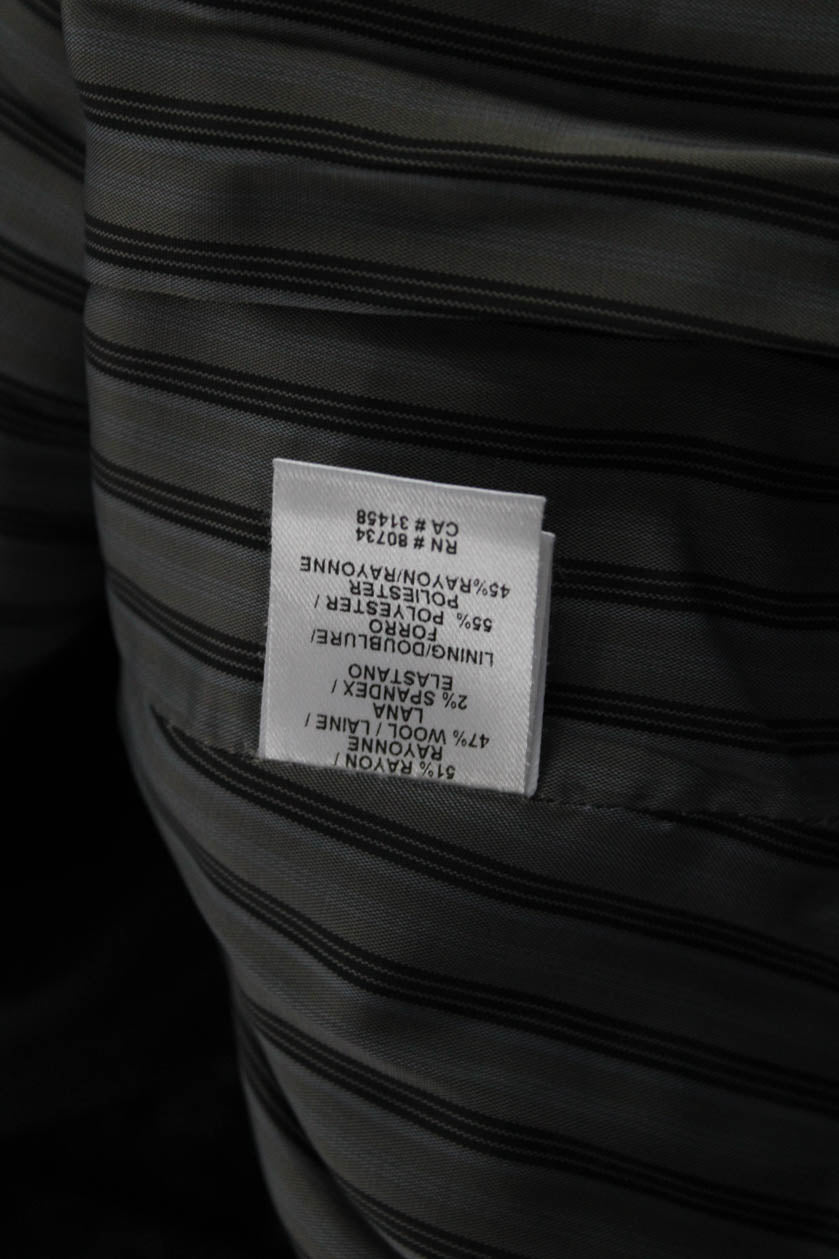 51% RAYON /
RAYONNE
47% WOOL / LAINE /
LANA
2% SPANDEX /
ELASTANO
LINING/DOUBLURE/
FORRO
55% POLYESTER /
POLIESTER
45%RAYON/RAYONNE
RN # 80734
CA # 31458